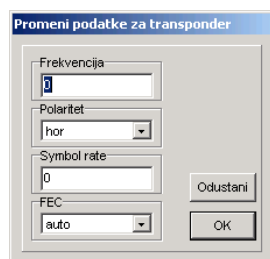 Promeni podatke za transponder
Frekvencija
0
Polaritet
hor
Symbol rate
0
Odustani
FEC
auto
OK